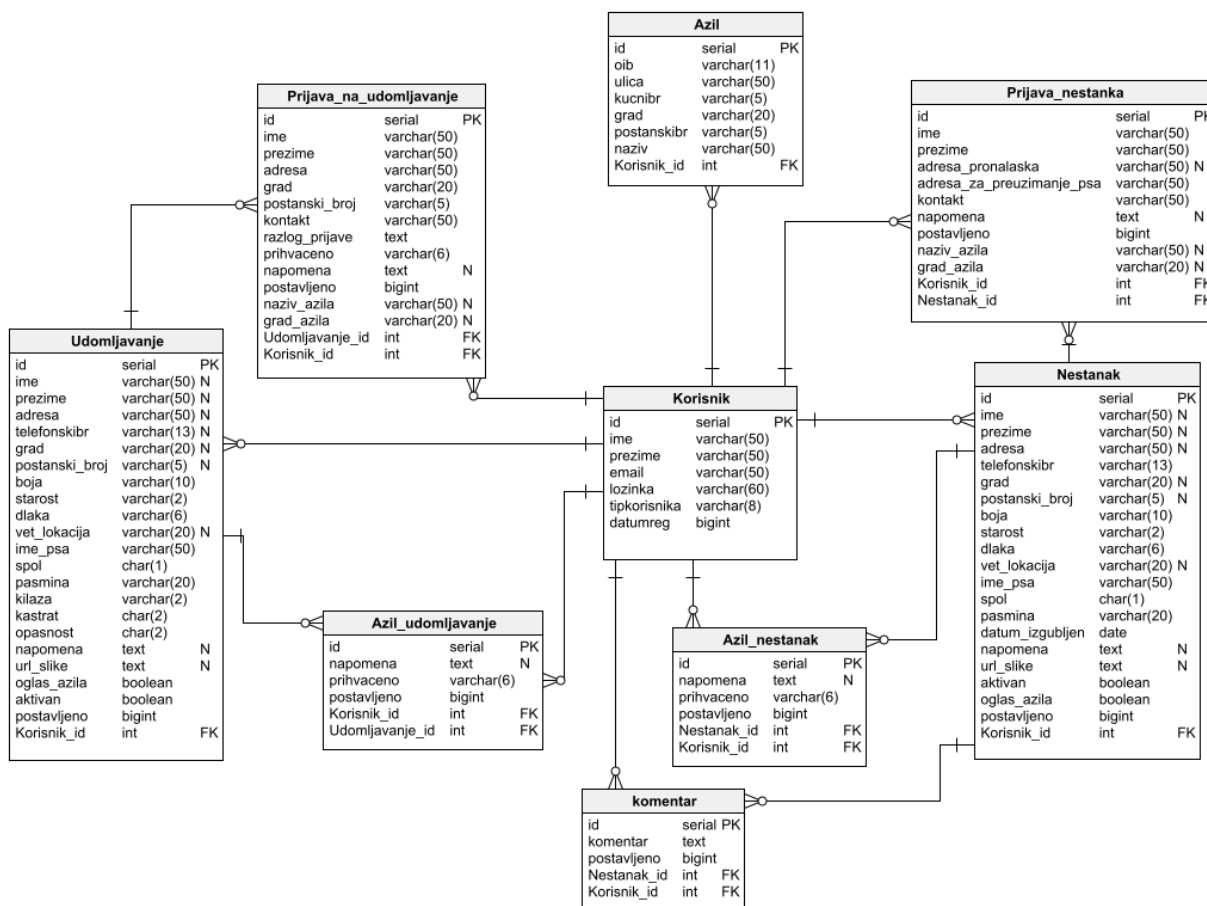 Azil
id serial PK
oib varchar(11)
ulica varchar(50)
kucnibr varchar(5)
grad varchar(20)
postanskibr varchar(5)
naziv varchar(50)
Korisnik_id int FK
Prijava_na_udomljavanje
id serial PK
ime varchar(50)
prezime varchar(50)
adresa varchar(50)
grad varchar(20)
postanski_broj varchar(5)
kontakt varchar(50)
razlog_prijave text
prihvaceno varchar(6)
napomena text N
postavljeno bigint
naziv_azila varchar(50) N
grad_azila varchar(20) N
Udomljavanje_id int FK
Korisnik_id int FK
Prijava_nestanka
id serial PK
ime varchar(50)
prezime varchar(50)
adresa_pronalaska varchar(50) N
adresa_za_preuzimanje_psa varchar(50)
kontakt varchar(50)
napomena text N
postavljeno bigint
naziv_azila varchar(50) N
grad_azila varchar(20) N
Korisnik_id int FK
Nestanak_id int FK
Udomljavanje
id serial PK
ime varchar(50) N
prezime varchar(50) N
adresa varchar(50) N
telefonskibr varchar(13) N
grad varchar(20) N
postanski_broj varchar(5) N
boja varchar(10)
starost varchar(2)
dlaka varchar(6)
vet_lokacija varchar(20) N
ime_psa varchar(50)
spol char(1)
pasmina varchar(20)
kilaza varchar(2)
kastrat char(2)
opasnost char(2)
napomena text N
url_slike text N
oglas_azila boolean
aktivan boolean
postavljeno bigint
Korisnik_id int FK
Korisnik
id serial PK
ime varchar(50)
prezime varchar(50)
email varchar(50)
lozinka varchar(60)
tipkorisnika varchar(8)
datumreg bigint
Nestanak
id serial PK
ime varchar(50) N
prezime varchar(50) N
adresa varchar(50) N
telefonskibr varchar(13)
grad varchar(20) N
postanski_broj varchar(5) N
boja varchar(10)
starost varchar(2)
dlaka varchar(6)
vet_lokacija varchar(20) N
ime_psa varchar(50)
spol char(1)
pasmina varchar(20)
datum_izgubljen date
napomena text N
url_slike text N
aktivan boolean
oglas_azila boolean
postavljeno bigint
Korisnik_id int FK
Azil_udomljavanje
id serial PK
napomena text N
prihvaceno varchar(6)
postavljeno bigint
Korisnik_id int FK
Udomljavanje_id int FK
Azil_nestanak
id serial PK
napomena text N
prihvaceno varchar(6)
postavljeno bigint
Nestanak_id int FK
Korisnik_id int FK
komentar
id serial PK
komentar text
postavljeno bigint
Nestanak_id int FK
Korisnik_id int FK